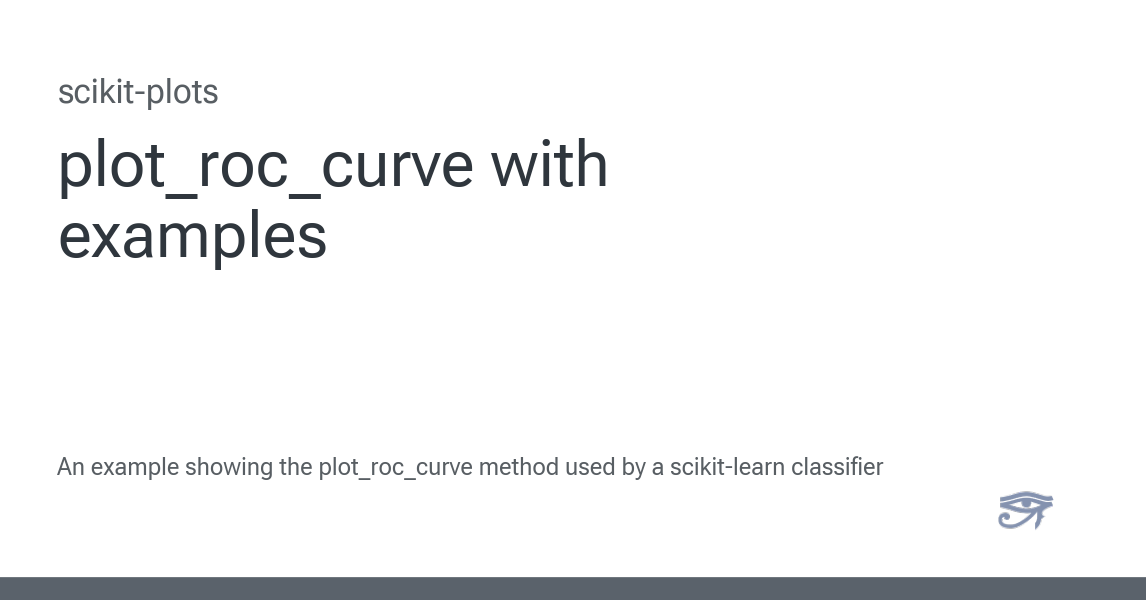 scikit-plots
plot_roc_curve with
examples
An example showing the plot_roc_curve method used by a scikit-learn classifier